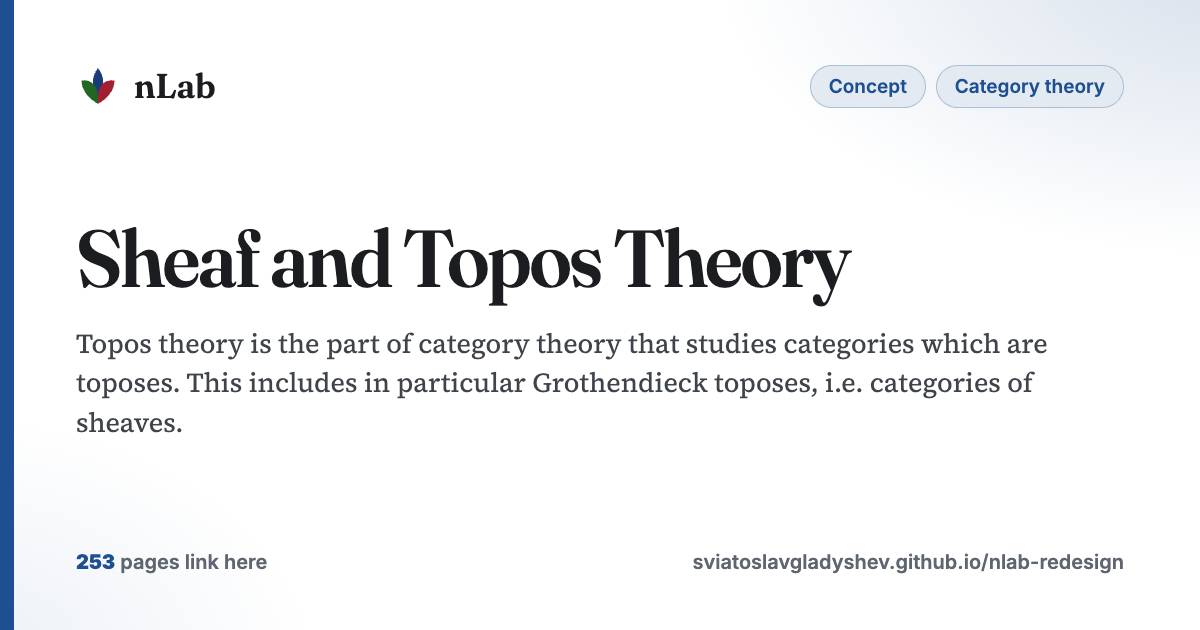 nLab
Concept
Category theory
Sheaf and Topos Theory
Topos theory is the part of category theory that studies categories which are
toposes. This includes in particular Grothendieck toposes, i.e. categories of
sheaves.
253 pages link here
sviatoslavgladyshev.github.io/nlab-redesign